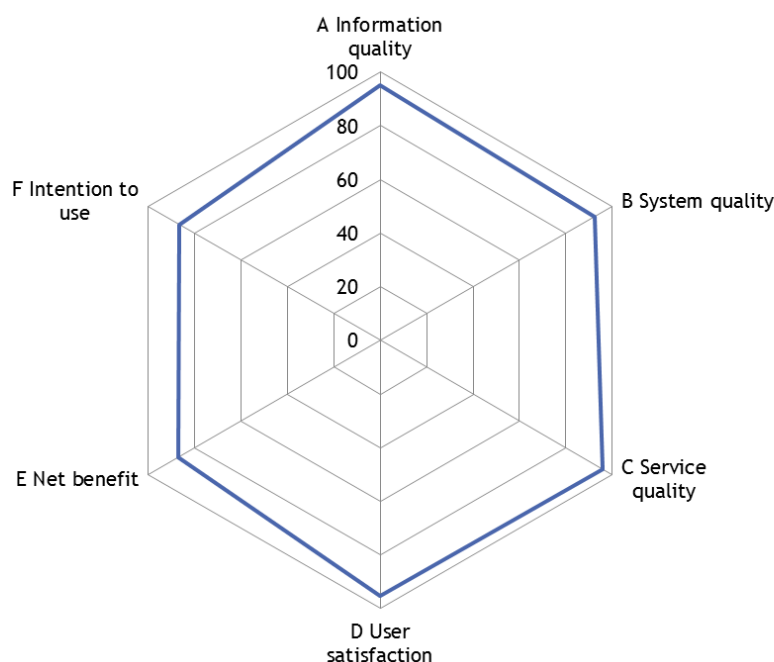 A Information
quality
100
80
60
40
20
0
B System quality
C Service
quality
D User
satisfaction
E Net benefit
F Intention to
use